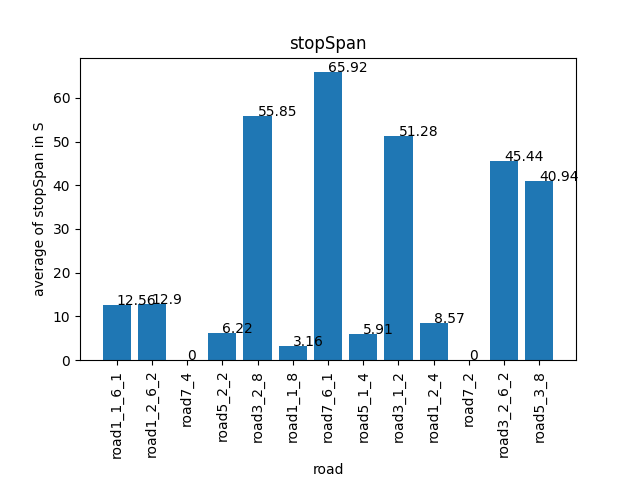 stopSpan
average of stopSpan in S
60
50
40
30
20
10
0
12.56
12.9
0
6.22
55.85
3.16
65.92
5.91
51.28
8.57
0
45.44
40.94
road1_1_6_1
road1_2_6_2
road7_4
road5_2_2
road3_2_8
road1_1_8
road7_6_1
road5_1_4
road3_1_2
road1_2_4
road7_2
road3_2_6_2
road5_3_8
road